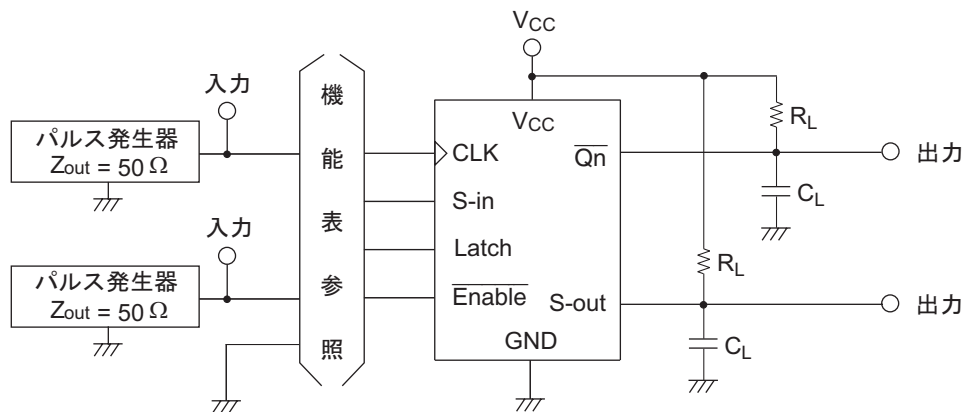 VCC
入力
パルス発生器
Zout = 50 Ω
入力
パルス発生器
Zout = 50 Ω
機能表参照
VCC
CLK
S-in
Latch
Enable
Qn
S-out
GND
RL
CL
出力
RL
CL
出力